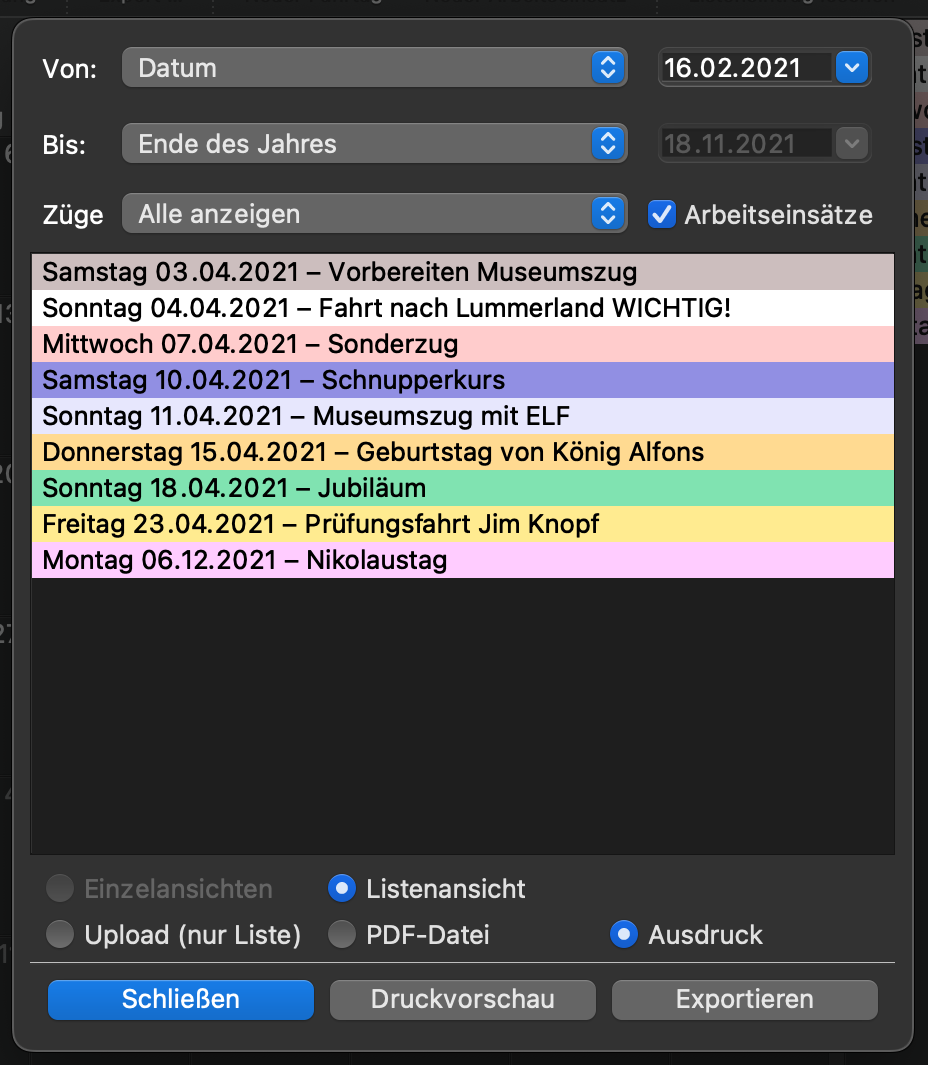 Von: Datum 16.02.2021
Bis: Ende des Jahres 18.11.2021
Züge Alle anzeigen Arbeitseinsätze
Samstag 03.04.2021 – Vorbereiten Museumszug
Sonntag 04.04.2021 – Fahrt nach Lummerland WICHTIG!
Mittwoch 07.04.2021 – Sonderzug
Samstag 10.04.2021 – Schnupperkurs
Sonntag 11.04.2021 – Museumszug mit ELF
Donnerstag 15.04.2021 – Geburtstag von König Alfons
Sonntag 18.04.2021 – Jubiläum
Freitag 23.04.2021 – Prüfungsfahrt Jim Knopf
Montag 06.12.2021 – Nikolaustag
Einzelansichten Listenansicht
Upload (nur Liste) PDF-Datei Ausdruck
Schließen Druckvorschau Exportieren